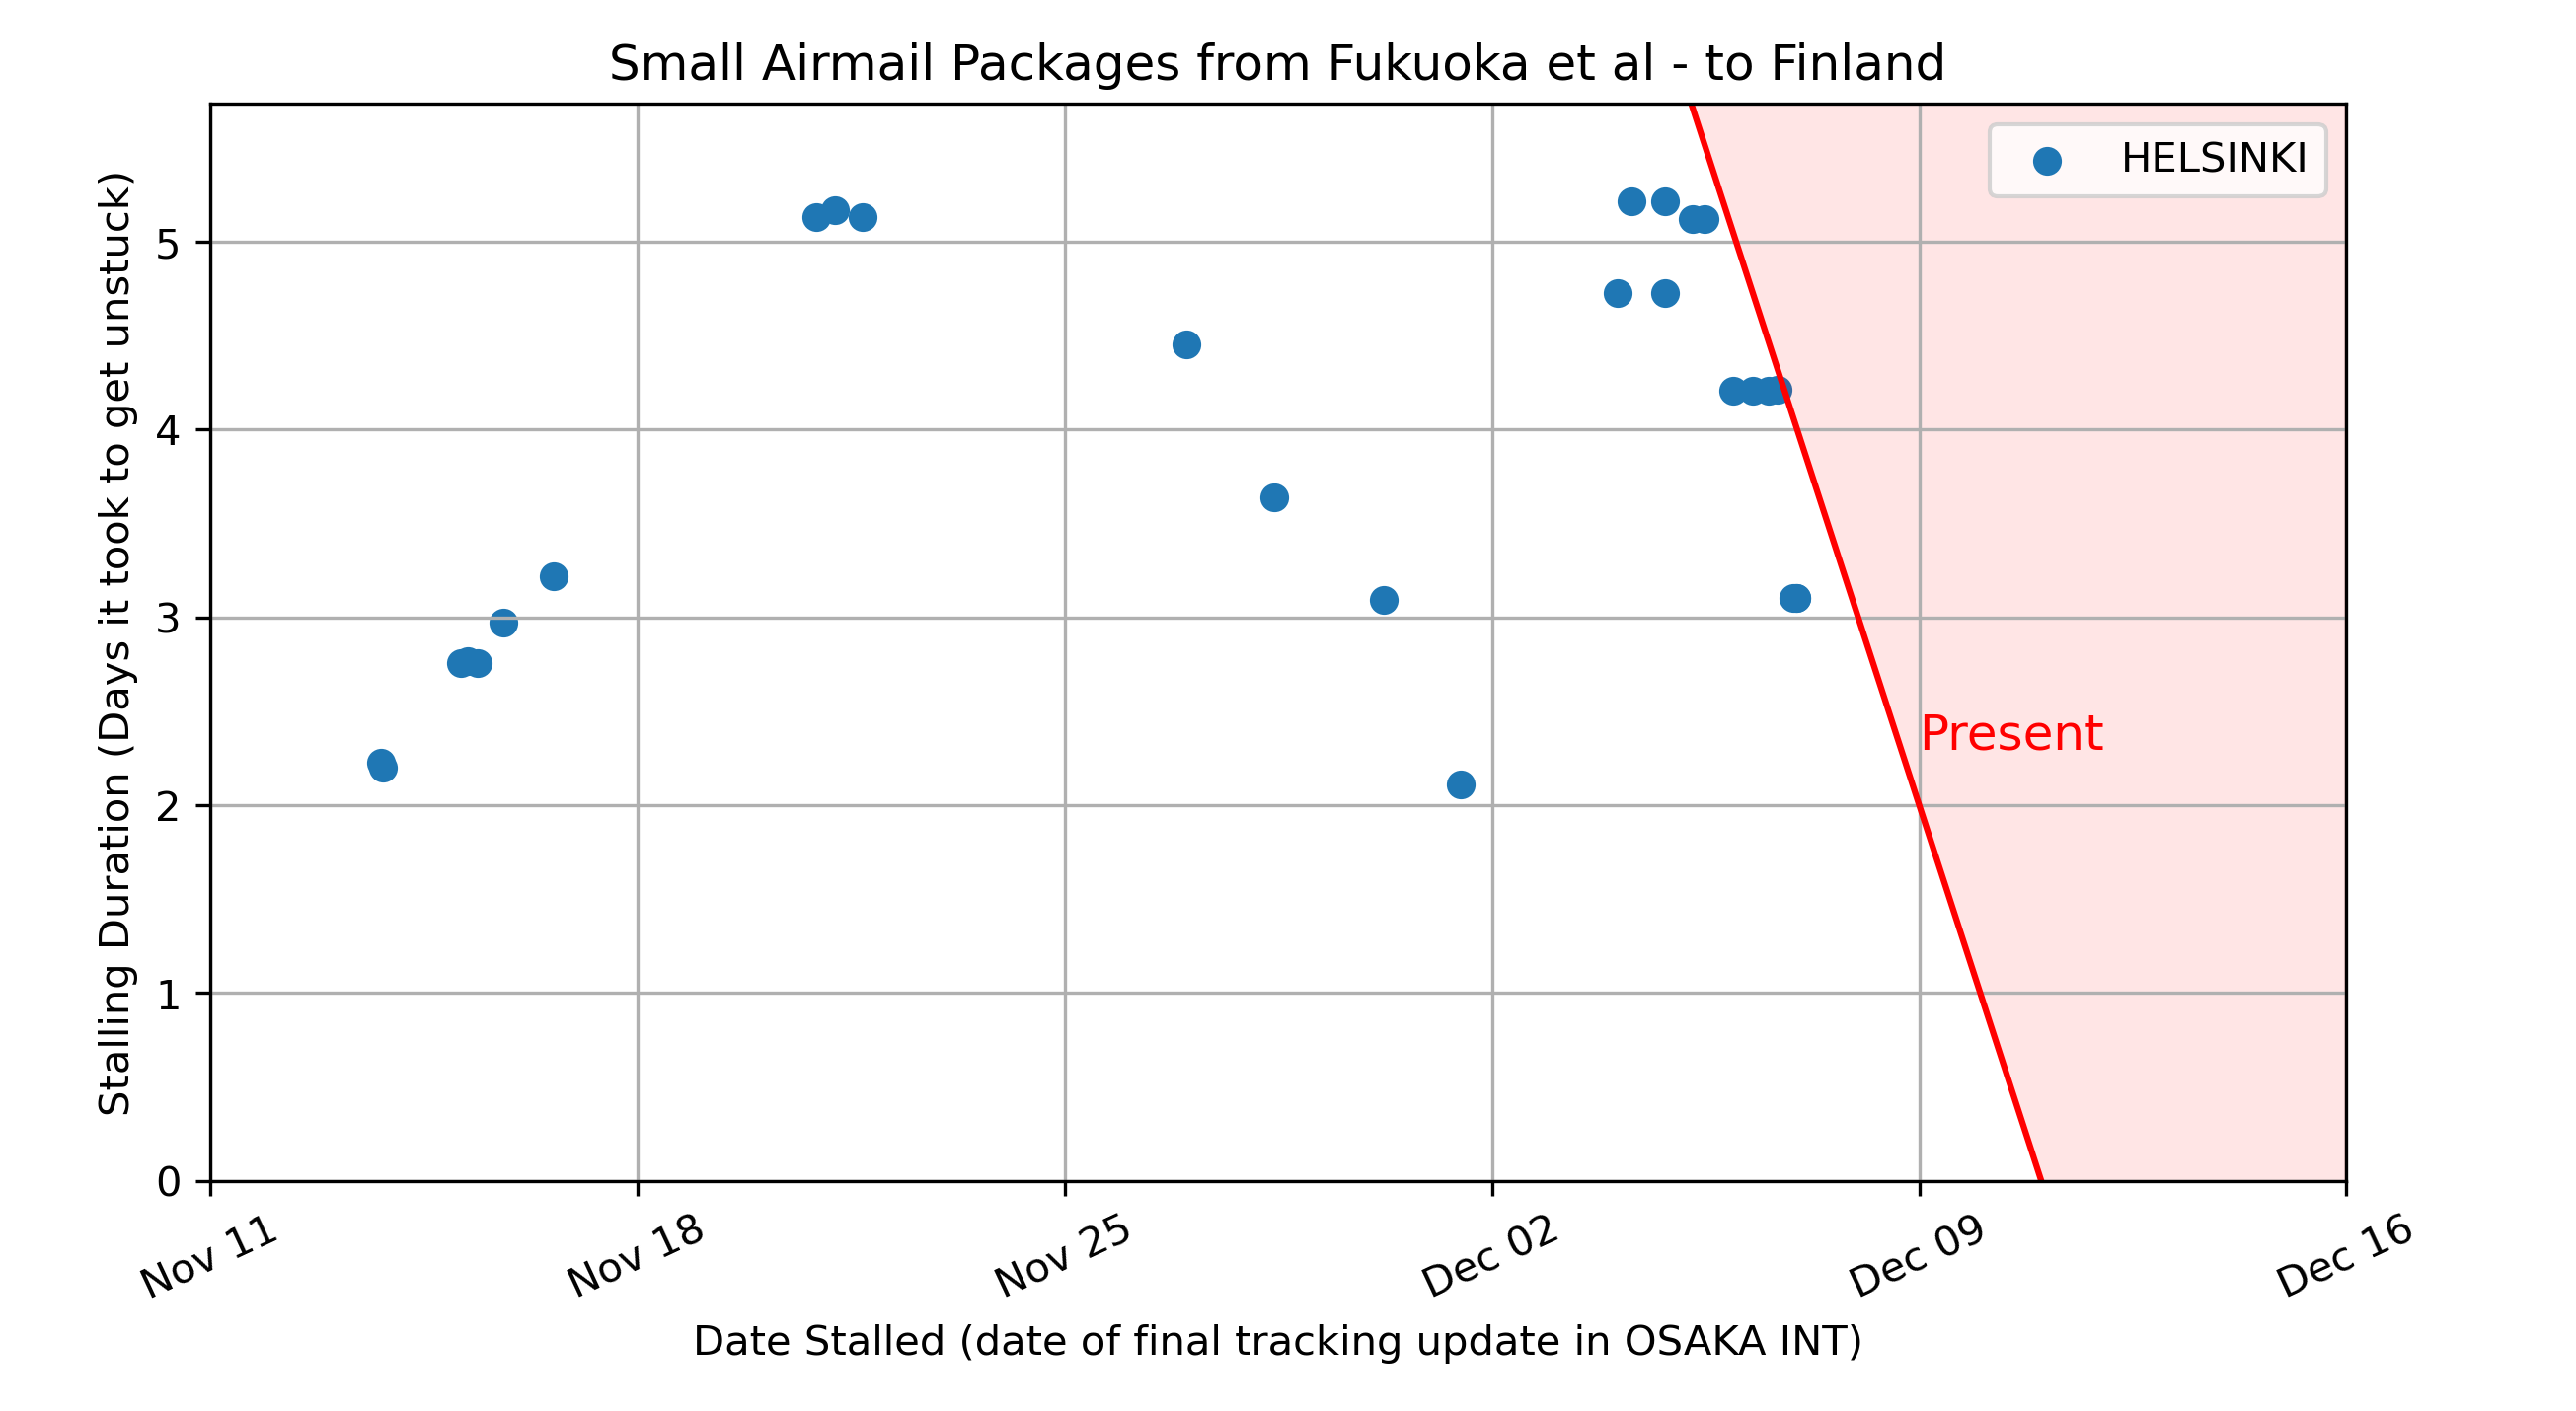 Small Airmail Packages from Fukuoka et al - to Finland
HELSINKI
Stalling Duration (Days it took to get unstuck)
5
4
3
2
1
0
Present
Nov 11
Nov 18
Nov 25
Dec 02
Dec 09
Dec 16
Date Stalled (date of final tracking update in OSAKA INT)